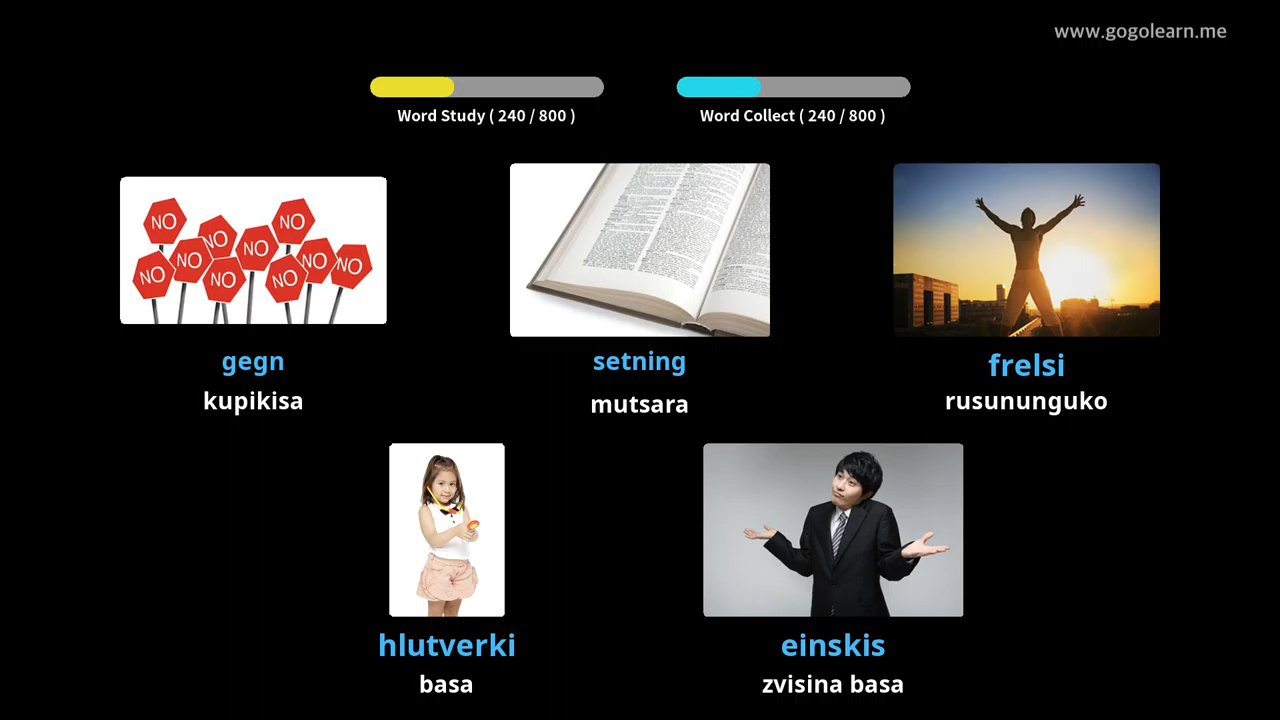 www.gogolearn.me
Word Study ( 240 / 800 )
Word Collect ( 240 / 800 )
NO
NO
NO
NO
NO
NO
NO
NO
NO
NO
gegn
kupikisa
setning
mutsara
frelsi
rusununguko
hlutverki
basa
einskis
zvisina basa